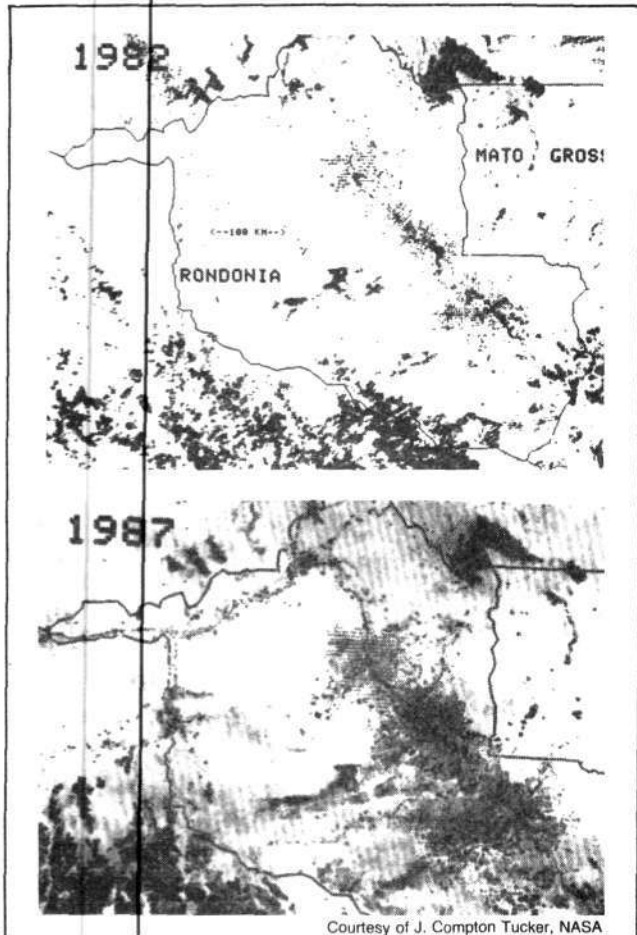 1982
MATO GROSS
<--100 KM-->
RONDONIA
1987
Courtesy of J. Compton Tucker, NASA